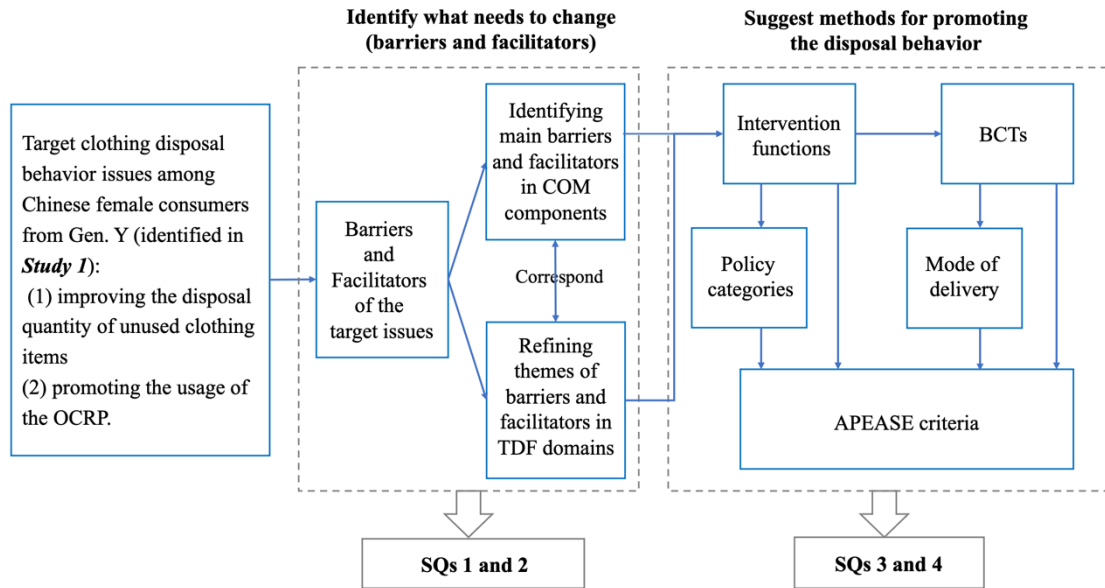 Identify what needs to change
(barriers and facilitators)
Suggest methods for promoting
the disposal behavior
Target clothing disposal
behavior issues among
Chinese female consumers
from Gen. Y (identified in
Study 1):
(1) improving the disposal
quantity of unused clothing
items
(2) promoting the usage of
the OCRP.
Barriers
and
Facilitators
of the
target issues
Identifying
main barriers
and facilitators
in COM
components
Correspond
Refining
themes of
barriers and
facilitators in
TDF domains
Intervention
functions
BCTs
Policy
categories
Mode of
delivery
APEASE criteria
SQs 1 and 2
SQs 3 and 4